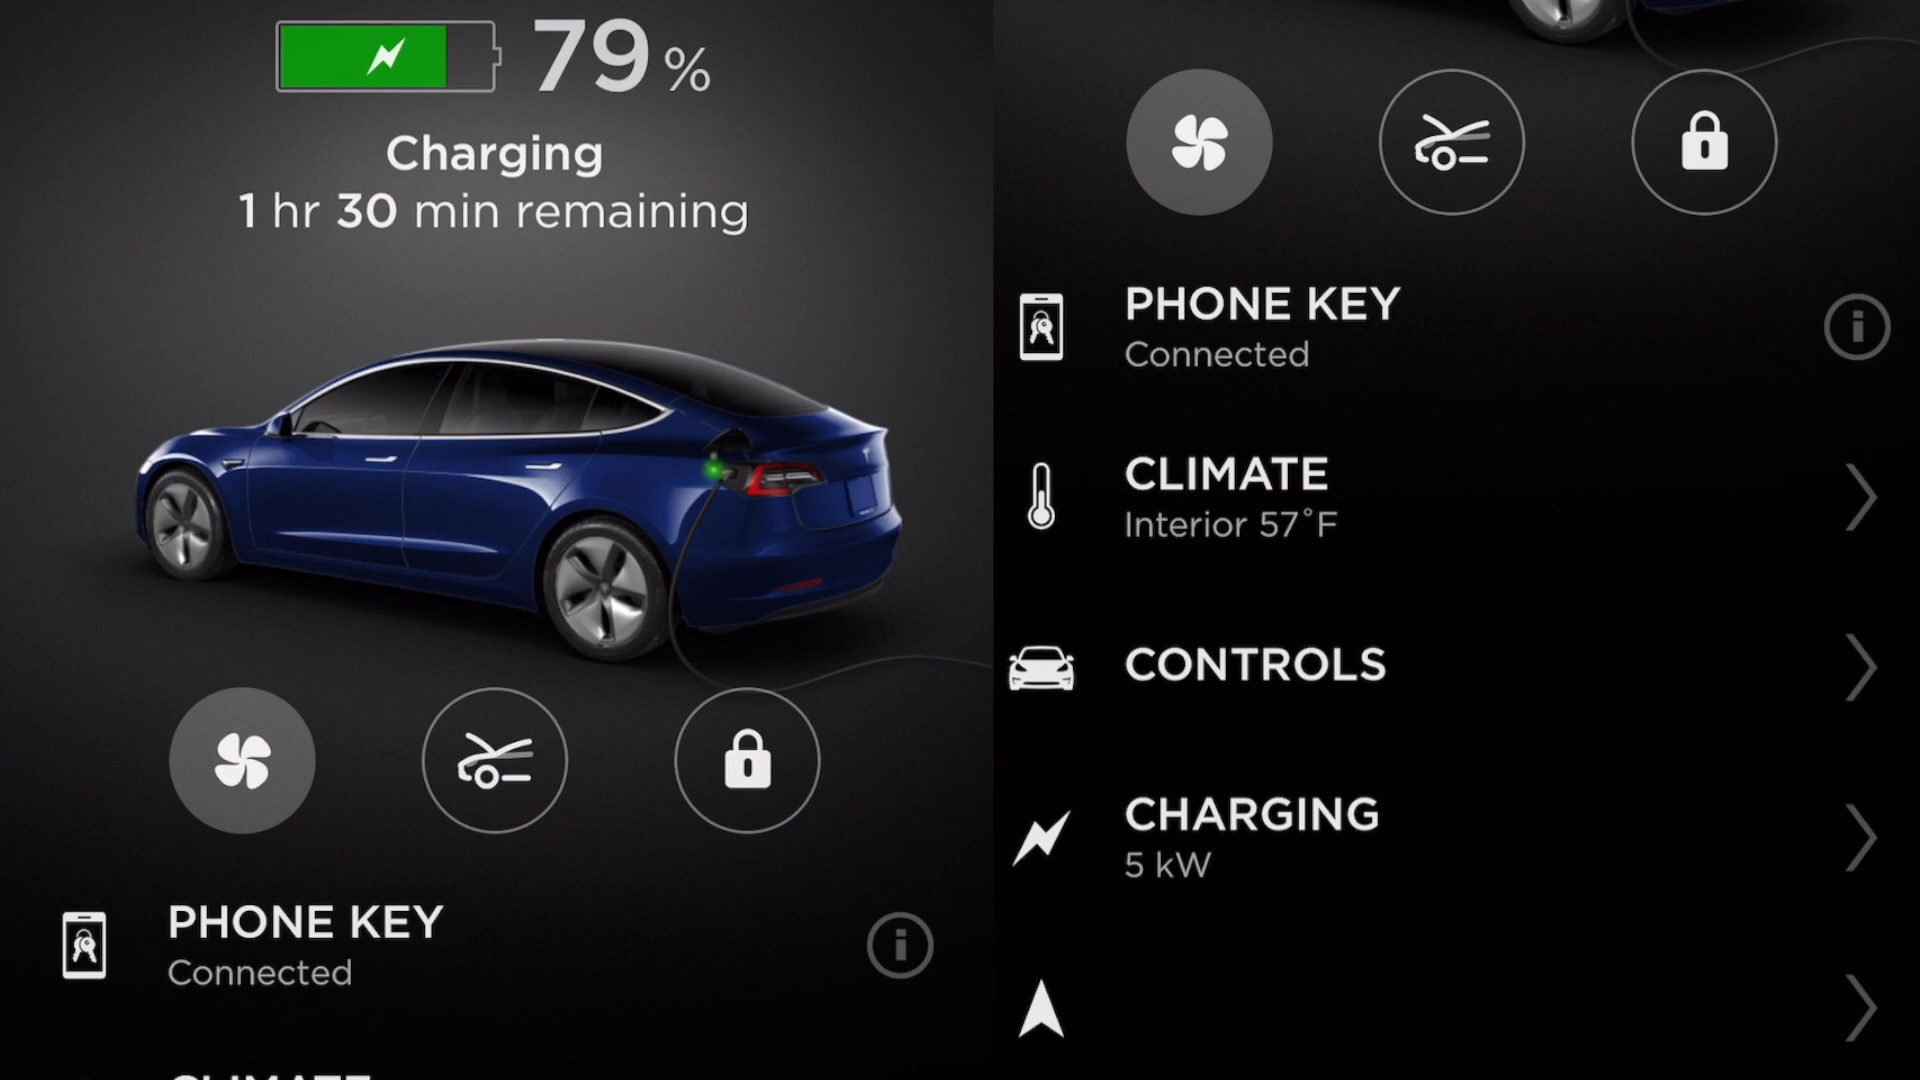 79 %
Charging
1 hr 30 min remaining
PHONE KEY
Connected
PHONE KEY
Connected
CLIMATE
Interior 57°F
CONTROLS
CHARGING
5 kW